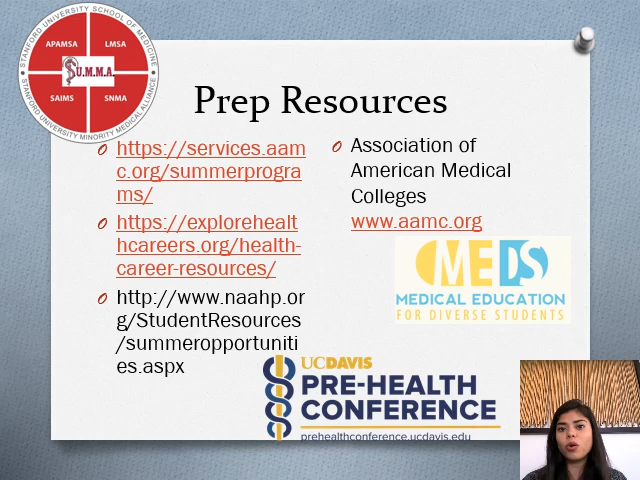 STANFORD UNIVERSITY SCHOOL OF MEDICINE
APAMSA
LMSA
S.U.M.M.A.
SAIMS
SNMA
STANFORD UNIVERSITY MINORITY MEDICAL ALLIANCE
Prep Resources
https://services.aam
c.org/summerprogra
ms/
https://explorehealt
hcareers.org/health-
career-resources/
http://www.naahp.or
g/StudentResources
/summeropportuniti
es.aspx
Association of
American Medical
Colleges
www.aamc.org
MEDS
MEDICAL EDUCATION
FOR DIVERSE STUDENTS
UCDAVIS
PRE-HEALTH
CONFERENCE
prehealthconference.ucdavis.edu